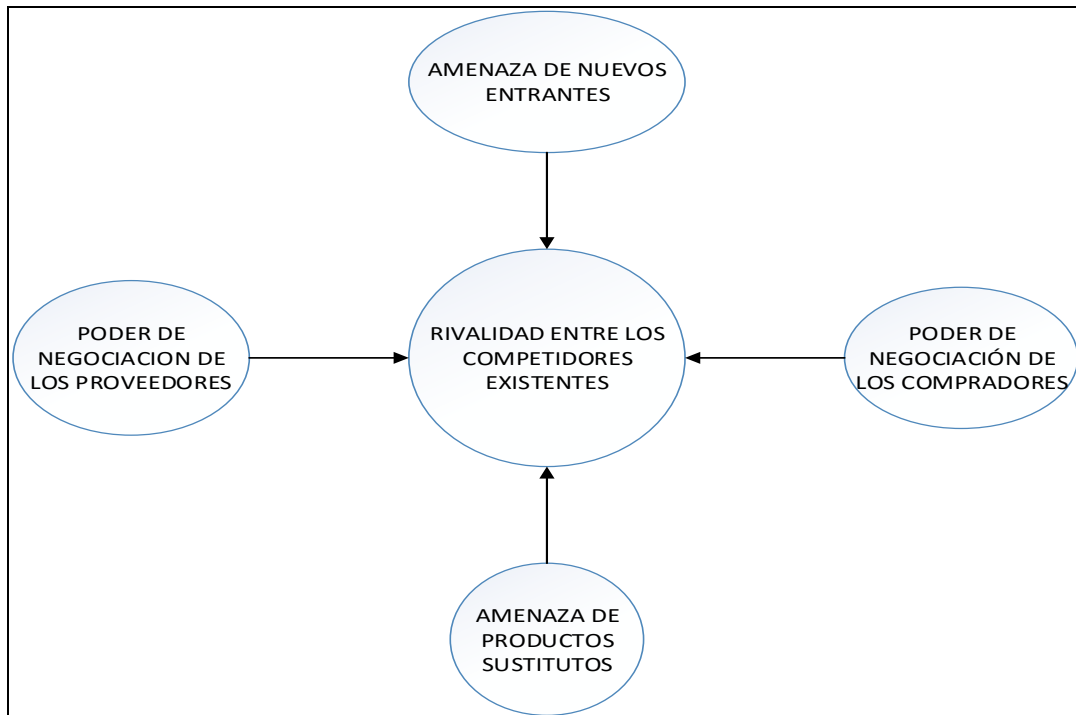 AMENAZA DE NUEVOS
ENTRANTES
PODER DE
NEGOCIACION DE
LOS PROVEEDORES
RIVALIDAD ENTRE LOS
COMPETIDORES
EXISTENTES
PODER DE
NEGOCIACIÓN DE
LOS COMPRADORES
AMENAZA DE
PRODUCTOS
SUSTITUTOS